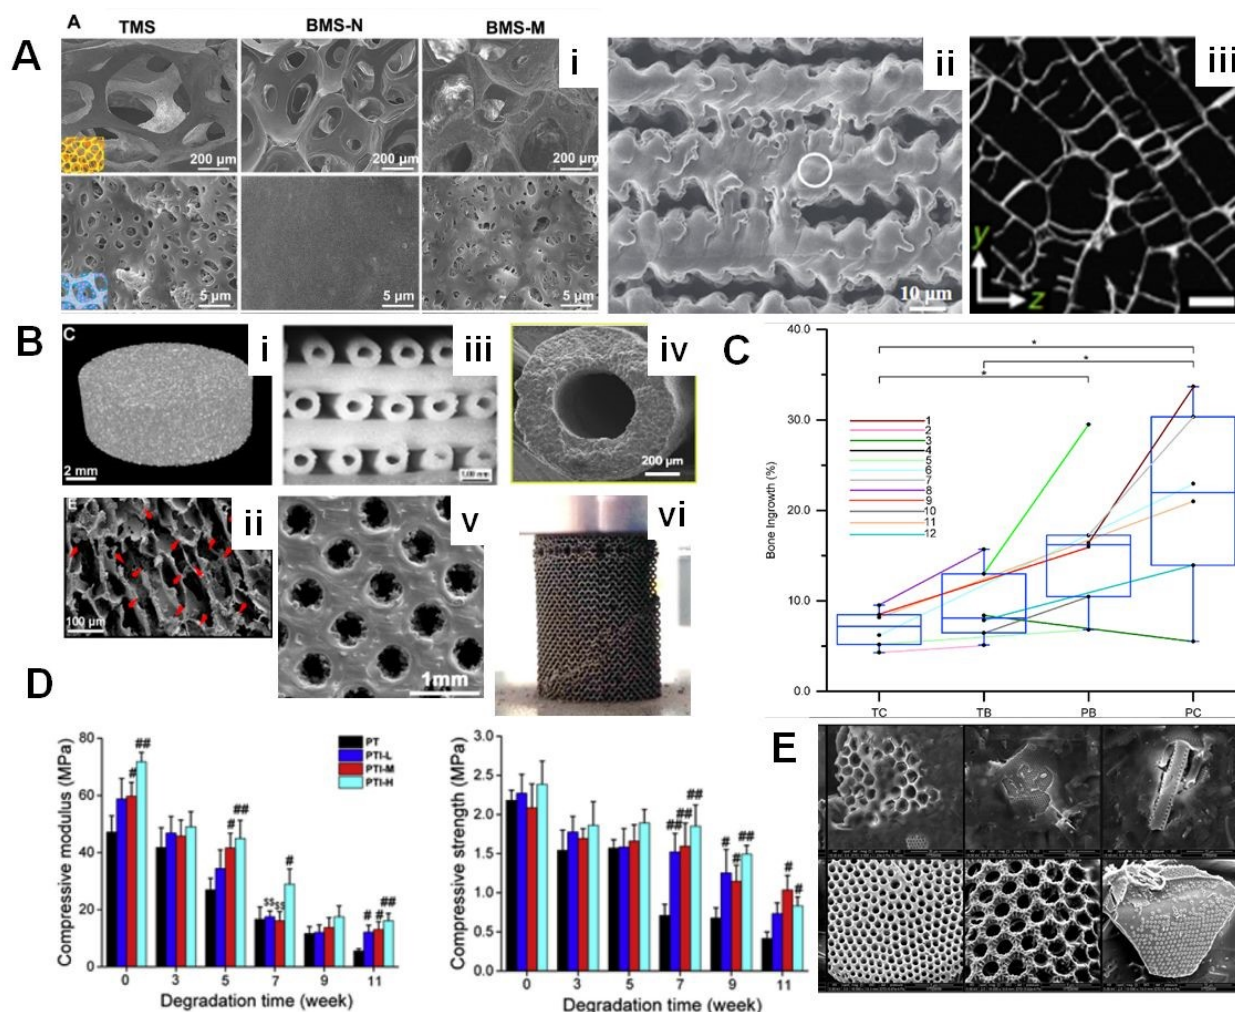 A
TMS BMS-N BMS-M
A i ii iii
200 µm 200 µm 200 µm
5 µm 5 µm 5 µm
10 µm
y
z
B
C i iii iv
2 mm
200 µm
E ii v vi
100 µm
1mm
C
40.0
30.0
20.0
10.0
0.0
Bone Ingrowth (%)
* * *
1
2
3
4
5
6
7
8
9
10
11
12
TC TB PB PC
D
Compressive modulus (MPa)
80
60
40
20
0
PT
PTI-L
PTI-M
PTI-H
# ## # ## $$ $$ # # # ##
0 3 5 7 9 11
Degradation time (week)
Compressive strength (MPa)
3.0
2.5
2.0
1.5
1.0
0.5
0.0
## ## ## # # ## # #
0 3 5 7 9 11
Degradation time (week)
E